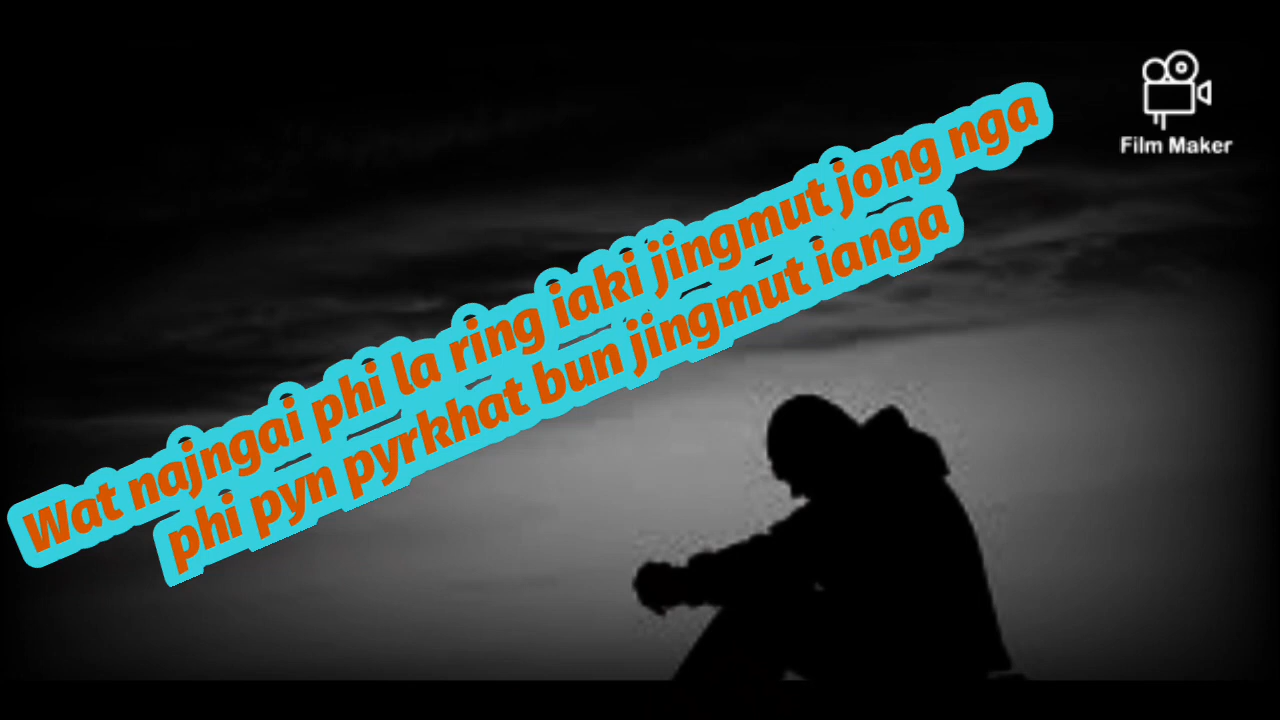 Film Maker
Wat najngai phi la ring iaki jingmut jong nga
phi pyn pyrkhat bun jingmut ianga